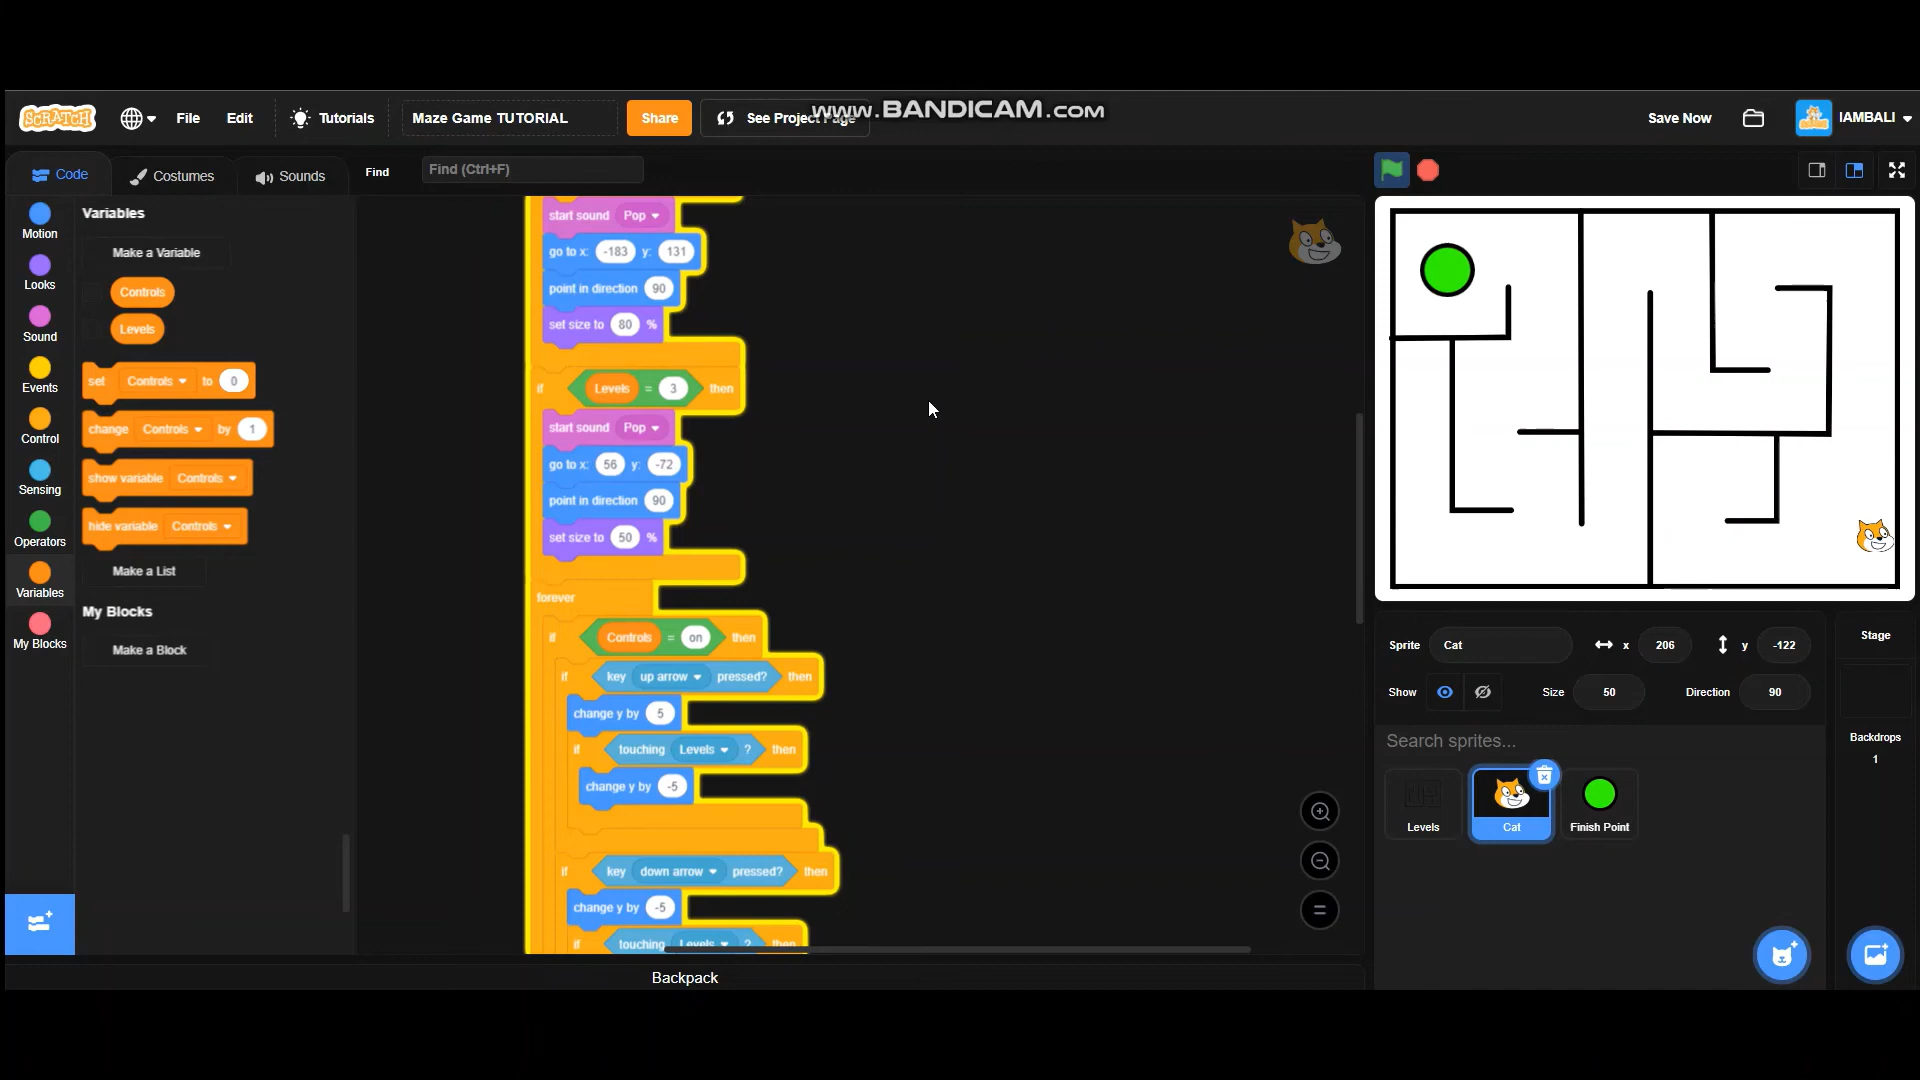 SCRATCH
File
Edit
Tutorials
Maze Game TUTORIAL
Share
See Project Page
www.BANDICAM.com
Save Now
IAMBALI
Code
Costumes
Sounds
Find
Find (Ctrl+F)
Motion
Looks
Sound
Events
Control
Sensing
Operators
Variables
My Blocks
Variables
Make a Variable
Controls
Levels
set Controls to 0
change Controls by 1
show variable Controls
hide variable Controls
Make a List
My Blocks
Make a Block
start sound Pop
go to x: -183 y: 131
point in direction 90
set size to 80 %
if Levels = 3 then
start sound Pop
go to x: 56 y: -72
point in direction 90
set size to 50 %
forever
if Controls = on then
if key up arrow pressed? then
change y by 5
if touching Levels ? then
change y by -5
if key down arrow pressed? then
change y by -5
if touching Levels ? then
Backpack
Sprite Cat x 206 y -122
Show Size 50 Direction 90
Search sprites...
Levels
Cat
Finish Point
Stage
Backdrops
1